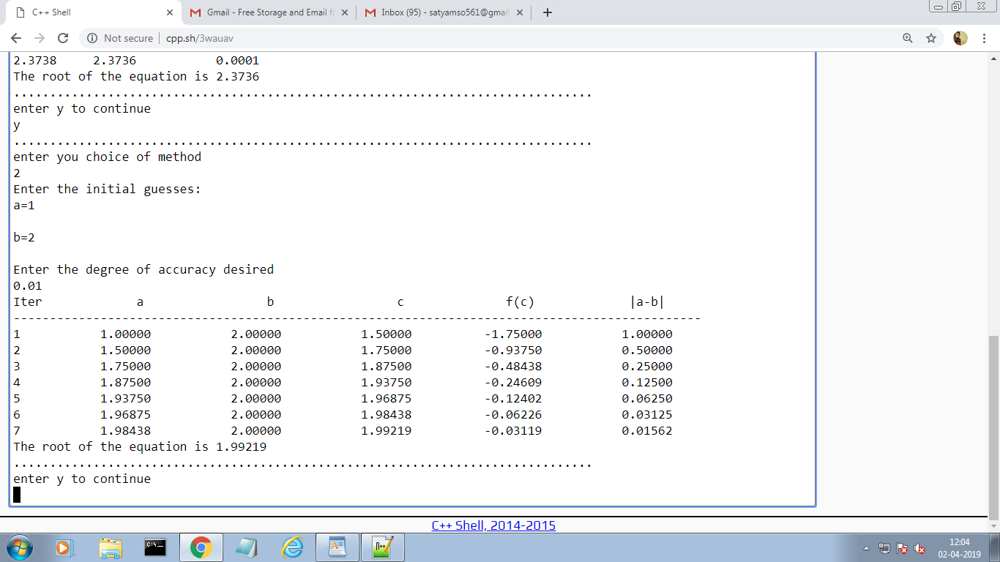 C++ Shell
Gmail - Free Storage and Email fr
Inbox (95) - satyamso561@gmai
Not secure | cpp.sh/3wauav
2.3738 2.3736 0.0001
The root of the equation is 2.3736
................................................................................
enter y to continue
y
................................................................................
enter you choice of method
2
Enter the initial guesses:
a=1
b=2
Enter the degree of accuracy desired
0.01
Iter a b c f(c) |a-b|
-----------------------------------------------------------------------------------------------
1 1.00000 2.00000 1.50000 -1.75000 1.00000
2 1.50000 2.00000 1.75000 -0.93750 0.50000
3 1.75000 2.00000 1.87500 -0.48438 0.25000
4 1.87500 2.00000 1.93750 -0.24609 0.12500
5 1.93750 2.00000 1.96875 -0.12402 0.06250
6 1.96875 2.00000 1.98438 -0.06226 0.03125
7 1.98438 2.00000 1.99219 -0.03119 0.01562
The root of the equation is 1.99219
................................................................................
enter y to continue
C++ Shell, 2014-2015
12:04
02-04-2019